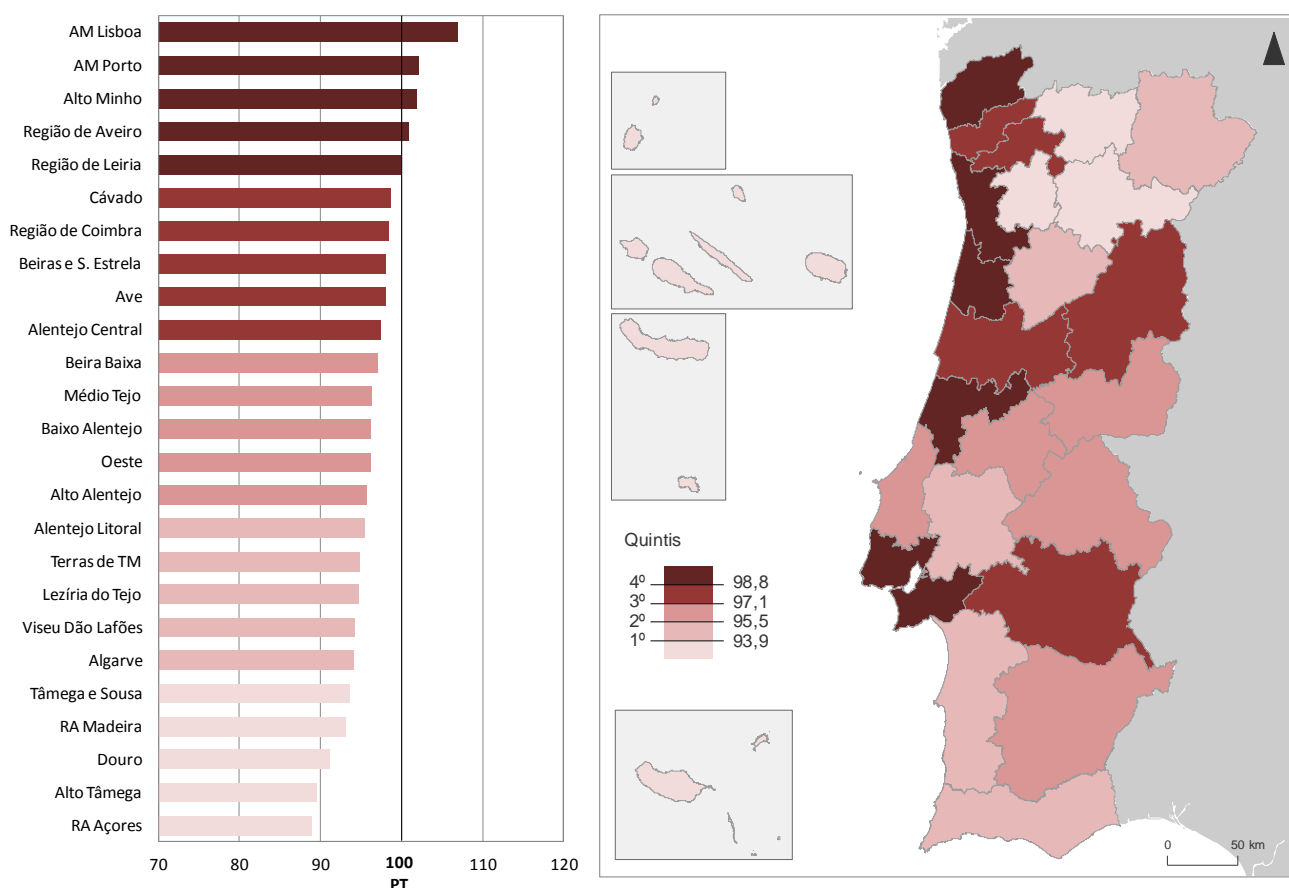 AM Lisboa
AM Porto
Alto Minho
Região de Aveiro
Região de Leiria
Cávado
Região de Coimbra
Beiras e S. Estrela
Ave
Alentejo Central
Beira Baixa
Médio Tejo
Baixo Alentejo
Oeste
Alto Alentejo
Alentejo Litoral
Terras de TM
Lezíria do Tejo
Viseu Dão Lafões
Algarve
Tâmega e Sousa
RA Madeira
Douro
Alto Tâmega
RA Açores
70 80 90 100 110 120
PT
Quintis
4º 98,8
3º 97,1
2º 95,5
1º 93,9
0 50 km